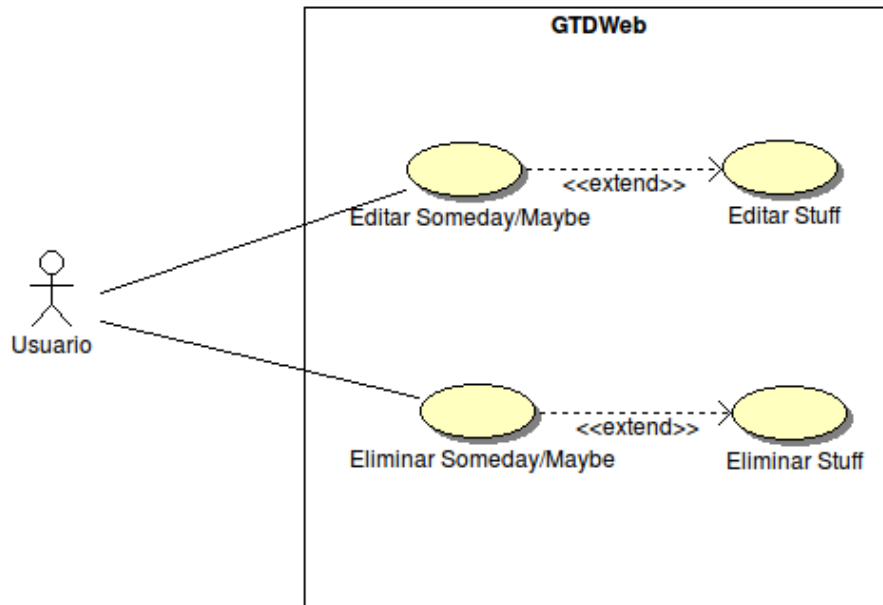 GTDWeb
<<extend>>
Editar Someday/Maybe
Editar Stuff
Usuario
<<extend>>
Eliminar Someday/Maybe
Eliminar Stuff